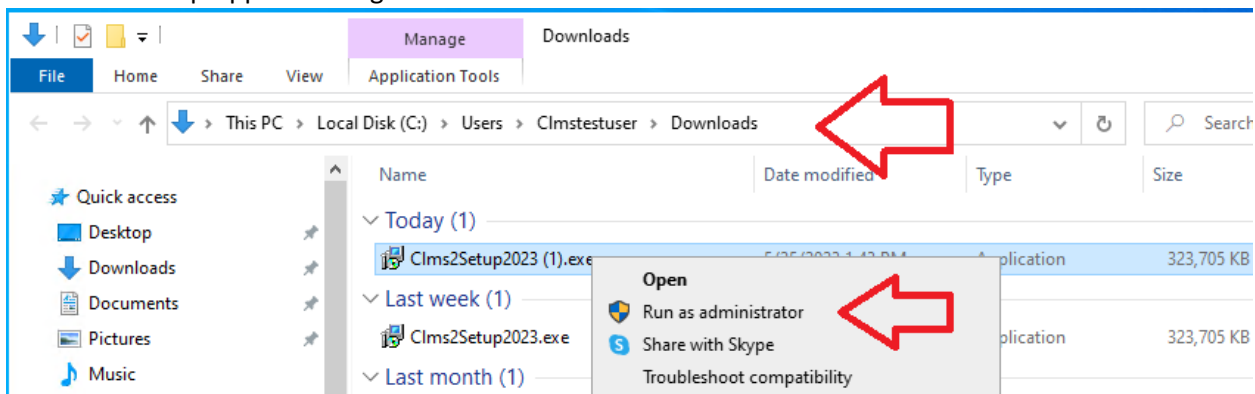 Manage Downloads
File Home Share View Application Tools
This PC > Local Disk (C:) > Users > Clmstestuser > Downloads Search
Name Date modified Type Size
Quick access
Today (1)
Desktop
Clms2Setup2023 (1).exe 323,705 KB
Open
Downloads
Documents
Last week (1)
Run as administrator
Pictures
Clms2Setup2023.exe 323,705 KB
Share with Skype
Music
Last month (1)
Troubleshoot compatibility